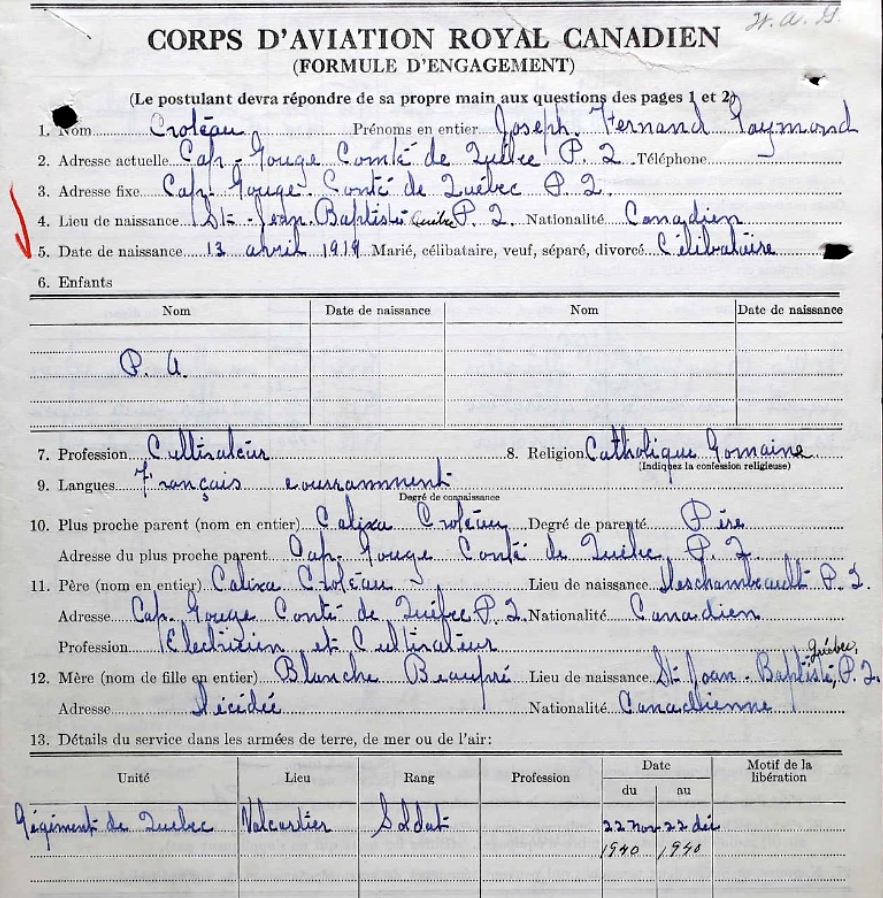 W. A. G.
CORPS D'AVIATION ROYAL CANADIEN
(FORMULE D'ENGAGEMENT)
(Le postulant devra répondre de sa propre main aux questions des pages 1 et 2)
1. Nom Croteau Prénoms en entier Joseph Fernand Raymond
2. Adresse actuelle Cap-Rouge Comté de Québec P. Q. Téléphone
3. Adresse fixe Cap-Rouge Comté de Québec P. Q.
4. Lieu de naissance St-Jean Baptiste Québec P. Q. Nationalité Canadien
5. Date de naissance 13 avril 1919 Marié, célibataire, veuf, séparé, divorcé Célibataire
6. Enfants
Nom Date de naissance Nom Date de naissance
P. A.
7. Profession Cultivateur 8. Religion Catholique Romaine
(Indiquez la confession religieuse)
9. Langues Français couramment
Degré de connaissance
10. Plus proche parent (nom en entier) Calixa Croteau Degré de parenté Père
Adresse du plus proche parent Cap-Rouge Comté de Québec P. Q.
11. Père (nom en entier) Calixa Croteau Lieu de naissance Deschambault P. Q.
Adresse Cap-Rouge Comté de Québec P. Q. Nationalité Canadien
Profession Electricien et Cultivateur
12. Mère (nom de fille en entier) Blanche Beaupré Lieu de naissance St-Jean-Baptiste, Québec, P. Q.
Adresse Décédée Nationalité Canadienne
13. Détails du service dans les armées de terre, de mer ou de l'air:
Unité Lieu Rang Profession Date Motif de la libération
du au
Régiment de Québec Valcartier Soldat 22 nov 22 déc
1940 1940